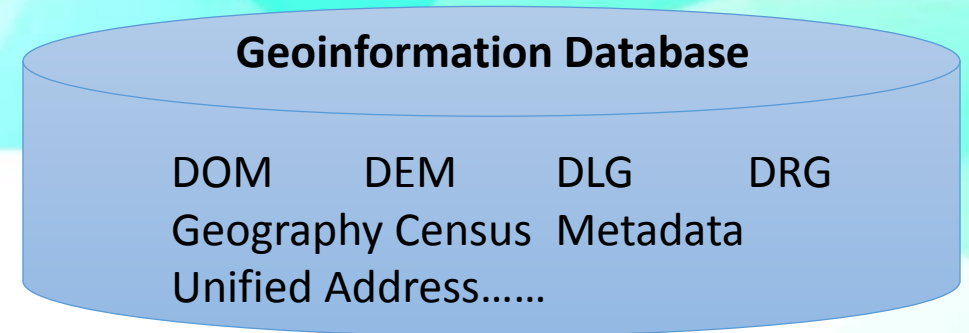 Geoinformation Database
DOM DEM DLG DRG
Geography Census Metadata
Unified Address……